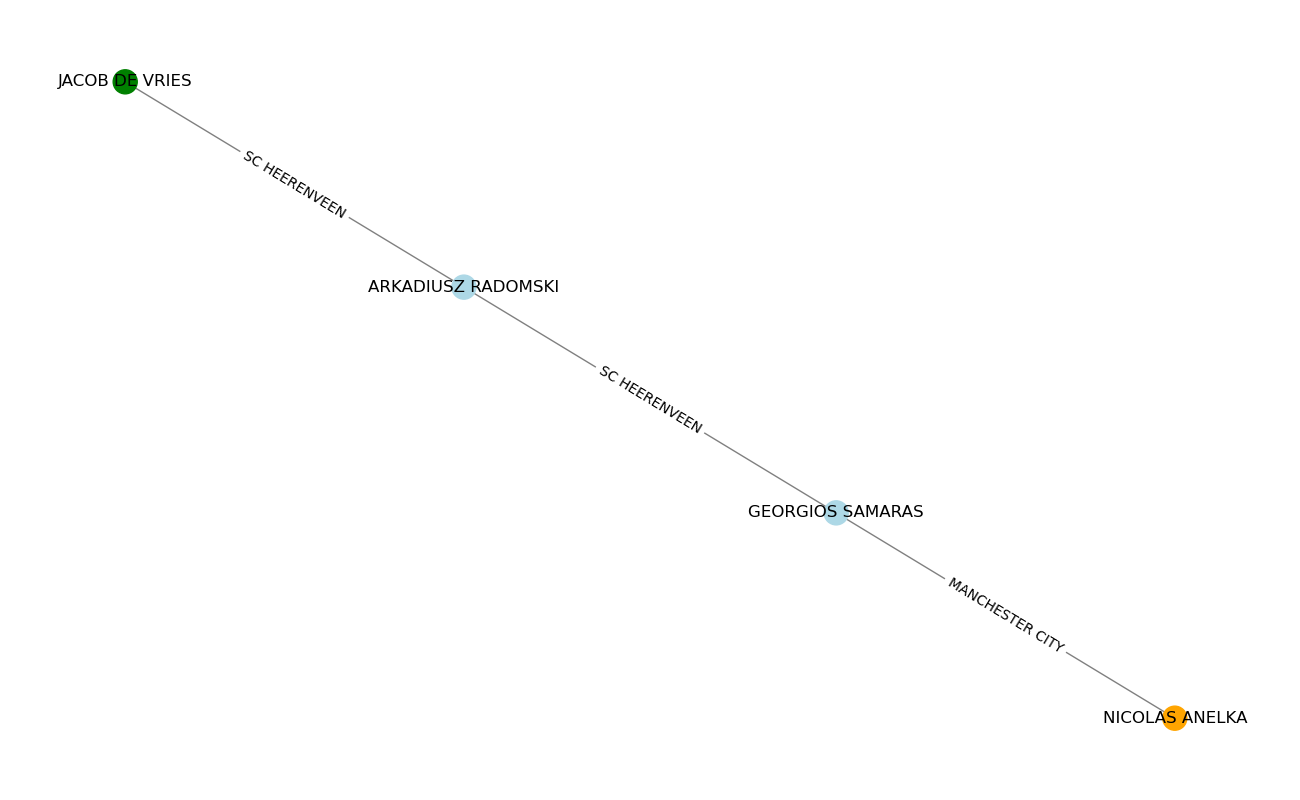 JACOB DE VRIES
SC HEERENVEEN
ARKADIUSZ RADOMSKI
SC HEERENVEEN
GEORGIOS SAMARAS
MANCHESTER CITY
NICOLAS ANELKA